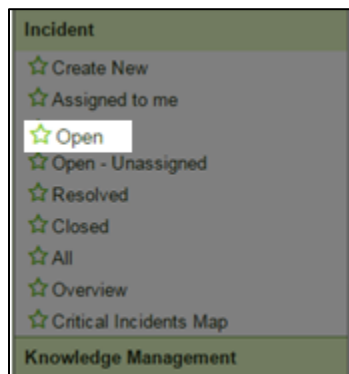 Incident
Create New
Assigned to me
Open
Open - Unassigned
Resolved
Closed
All
Overview
Critical Incidents Map
Knowledge Management